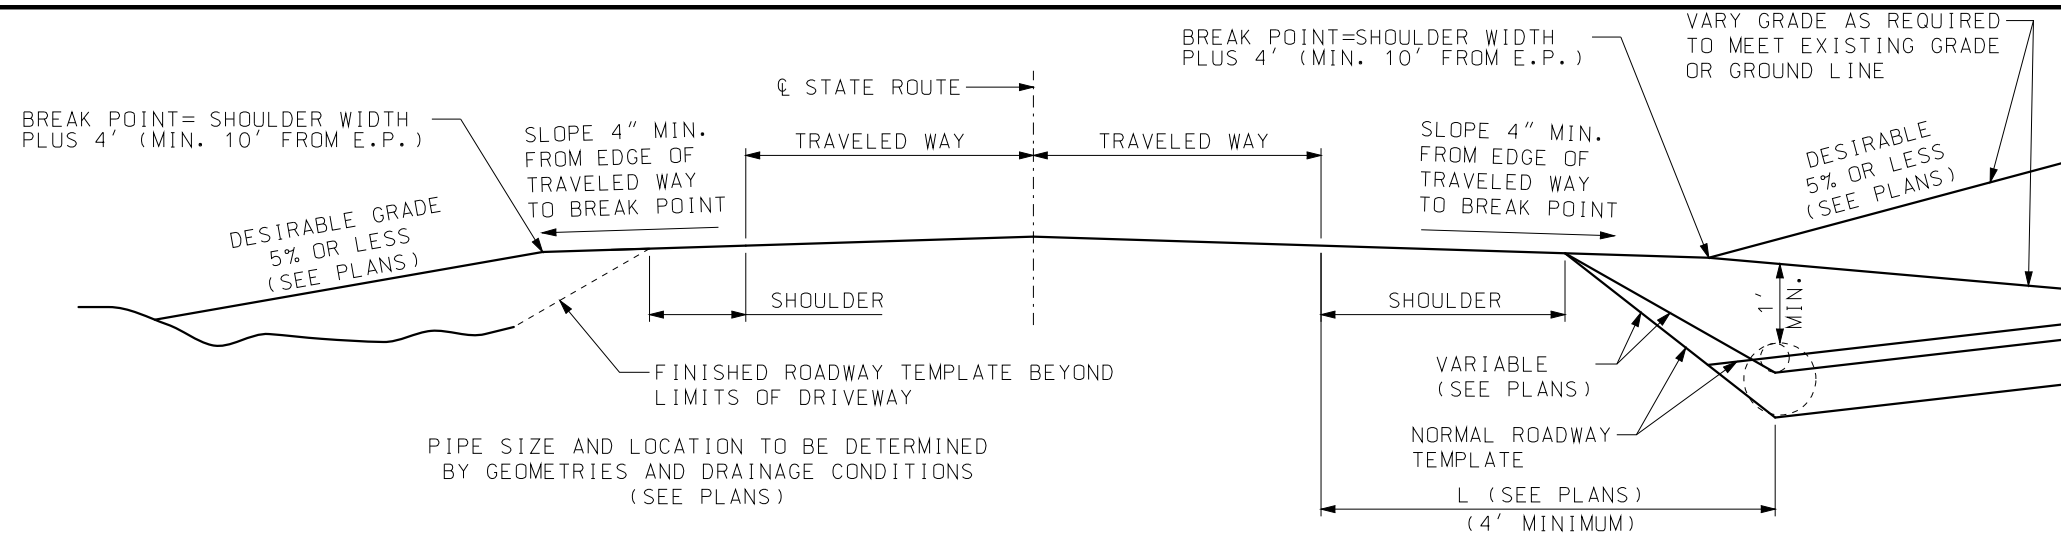 BREAK POINT= SHOULDER WIDTH
PLUS 4' (MIN. 10' FROM E.P.)
DESIRABLE GRADE
5% OR LESS
(SEE PLANS)
SLOPE 4" MIN.
FROM EDGE OF
TRAVELED WAY
TO BREAK POINT
℄ STATE ROUTE
TRAVELED WAY
TRAVELED WAY
BREAK POINT=SHOULDER WIDTH
PLUS 4' (MIN. 10' FROM E.P.)
SLOPE 4" MIN.
FROM EDGE OF
TRAVELED WAY
TO BREAK POINT
VARY GRADE AS REQUIRED
TO MEET EXISTING GRADE
OR GROUND LINE
DESIRABLE
5% OR LESS
(SEE PLANS)
SHOULDER
SHOULDER
1'
MIN.
FINISHED ROADWAY TEMPLATE BEYOND
LIMITS OF DRIVEWAY
VARIABLE
(SEE PLANS)
NORMAL ROADWAY
TEMPLATE
PIPE SIZE AND LOCATION TO BE DETERMINED
BY GEOMETRIES AND DRAINAGE CONDITIONS
(SEE PLANS)
L (SEE PLANS)
(4' MINIMUM)